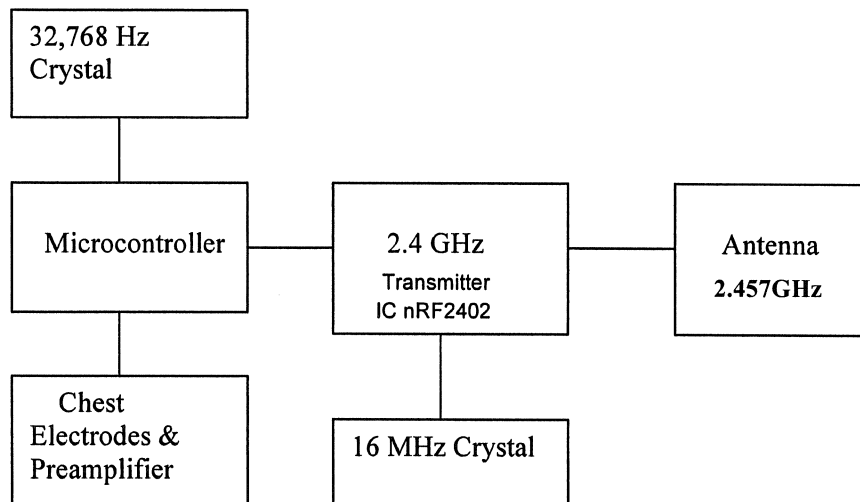 32,768 Hz
Crystal
Microcontroller
2.4 GHz
Transmitter
IC nRF2402
Antenna
2.457GHz
Chest
Electrodes &
Preamplifier
16 MHz Crystal